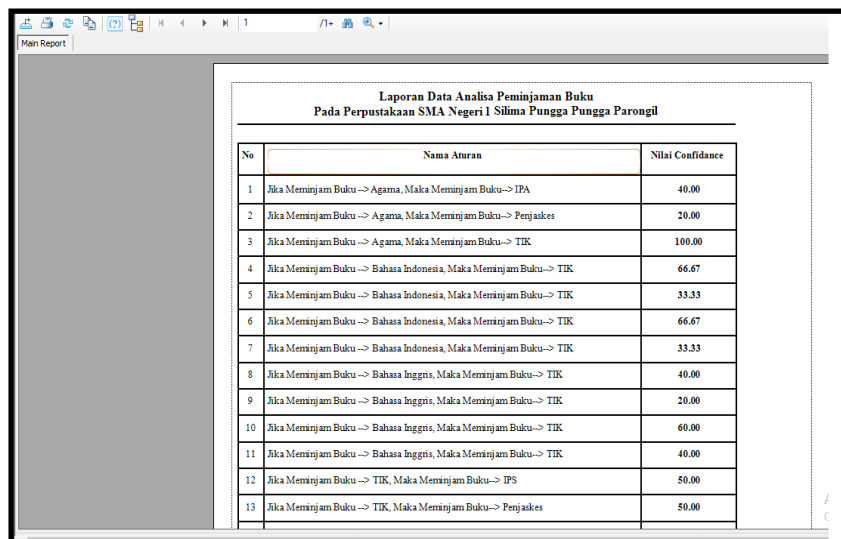 1 /1+
Main Report
Laporan Data Analisa Peminjaman Buku
Pada Perpustakaan SMA Negeri 1 Silima Pungga Pungga Parongil
No Nama Aturan Nilai Confidance
1 Jika Meminjam Buku --> Agama, Maka Meminjam Buku--> IPA 40.00
2 Jika Meminjam Buku --> Agama, Maka Meminjam Buku--> Penjaskes 20.00
3 Jika Meminjam Buku --> Agama, Maka Meminjam Buku--> TIK 100.00
4 Jika Meminjam Buku --> Bahasa Indonesia, Maka Meminjam Buku--> TIK 66.67
5 Jika Meminjam Buku --> Bahasa Indonesia, Maka Meminjam Buku--> TIK 33.33
6 Jika Meminjam Buku --> Bahasa Indonesia, Maka Meminjam Buku--> TIK 66.67
7 Jika Meminjam Buku --> Bahasa Indonesia, Maka Meminjam Buku--> TIK 33.33
8 Jika Meminjam Buku --> Bahasa Inggris, Maka Meminjam Buku--> TIK 40.00
9 Jika Meminjam Buku --> Bahasa Inggris, Maka Meminjam Buku--> TIK 20.00
10 Jika Meminjam Buku --> Bahasa Inggris, Maka Meminjam Buku--> TIK 60.00
11 Jika Meminjam Buku --> Bahasa Inggris, Maka Meminjam Buku--> TIK 40.00
12 Jika Meminjam Buku --> TIK, Maka Meminjam Buku--> IPS 50.00
13 Jika Meminjam Buku --> TIK, Maka Meminjam Buku--> Penjaskes 50.00